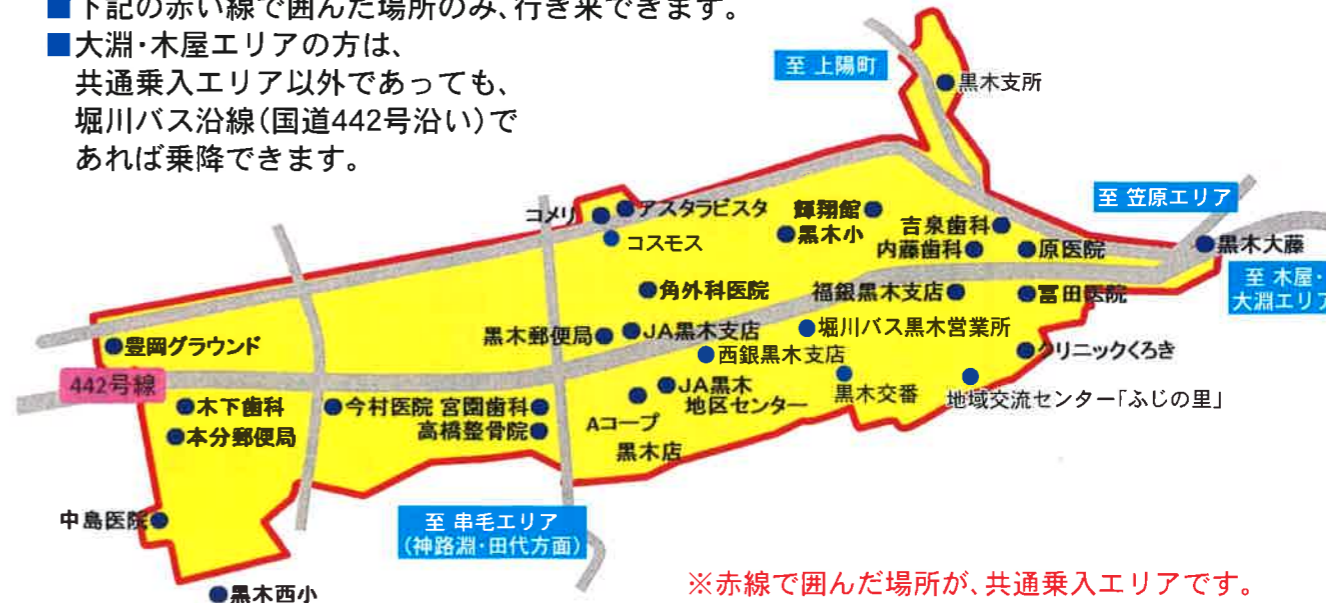 ■下記の赤い線で囲んだ場所のみ、行き来できます。
■大淵・木屋エリアの方は、
共通乗入エリア以外であっても、
堀川バス沿線(国道442号沿い)で
あれば乗降できます。
至 上陽町
黒木支所
至 笠原エリア
コメリ
アスタラビスタ
輝翔館
吉泉歯科
コスモス
黒木小
内藤歯科
原医院
黒木大藤
角外科医院
福銀黒木支店
冨田医院
至 木屋・
大淵エリア
豊岡グラウンド
黒木郵便局
JA黒木支店
堀川バス黒木営業所
西銀黒木支店
クリニックくろき
442号線
木下歯科
今村医院
宮園歯科
JA黒木
地区センター
黒木交番
地域交流センター「ふじの里」
本分郵便局
高橋整骨院
Aコープ
黒木店
中島医院
至 串毛エリア
(神路淵・田代方面)
黒木西小
※赤線で囲んだ場所が、共通乗入エリアです。